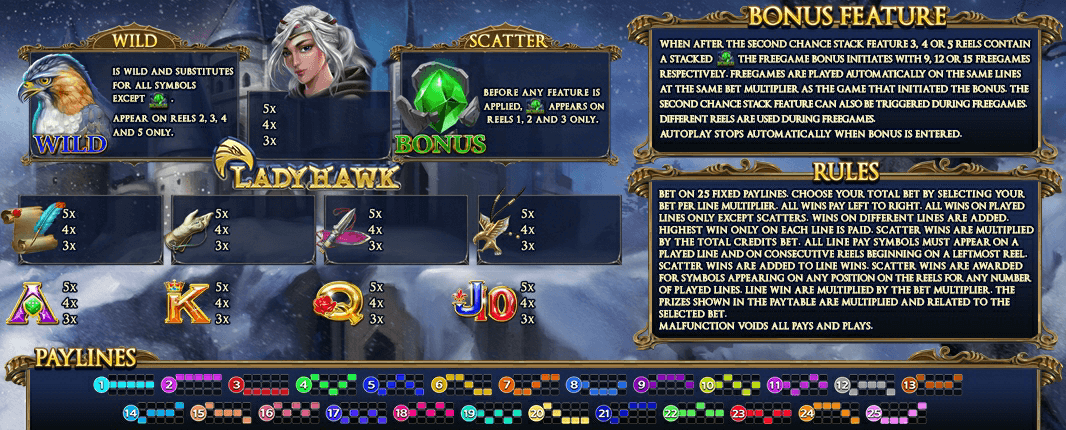 WILD
IS WILD AND SUBSTITUTES
FOR ALL SYMBOLS
EXCEPT BONUS .
APPEAR ON REELS 2, 3, 4
AND 5 ONLY.
WILD
5x
4x
3x
SCATTER
BEFORE ANY FEATURE IS
APPLIED, BONUS APPEARS ON
REELS 1, 2 AND 3 ONLY.
BONUS
LADYHAWK
5x
4x
3x
5x
4x
3x
5x
4x
3x
5x
4x
3x
A
5x
4x
3x
K
5x
4x
3x
Q
5x
4x
3x
J 10
5x
4x
3x
BONUS FEATURE
WHEN AFTER THE SECOND CHANCE STACK FEATURE 3, 4 OR 5 REELS CONTAIN
A STACKED BONUS THE FREEGAME BONUS INITIATES WITH 9, 12 OR 15 FREEGAMES
RESPECTIVELY. FREEGAMES ARE PLAYED AUTOMATICALLY ON THE SAME LINES
AT THE SAME BET MULTIPLIER AS THE GAME THAT INITIATED THE BONUS. THE
SECOND CHANCE STACK FEATURE CAN ALSO BE TRIGGERED DURING FREEGAMES.
DIFFERENT REELS ARE USED DURING FREEGAMES.
AUTOPLAY STOPS AUTOMATICALLY WHEN BONUS IS ENTERED.
RULES
BET ON 25 FIXED PAYLINES. CHOOSE YOUR TOTAL BET BY SELECTING YOUR
BET PER LINE MULTIPLIER. ALL WINS PAY LEFT TO RIGHT. ALL WINS ON PLAYED
LINES ONLY EXCEPT SCATTERS. WINS ON DIFFERENT LINES ARE ADDED.
HIGHEST WIN ONLY ON EACH LINE IS PAID. SCATTER WINS ARE MULTIPLIED
BY THE TOTAL CREDITS BET. ALL LINE PAY SYMBOLS MUST APPEAR ON A
PLAYED LINE AND ON CONSECUTIVE REELS BEGINNING ON A LEFTMOST REEL.
SCATTER WINS ARE ADDED TO LINE WINS. SCATTER WINS ARE AWARDED
FOR SYMBOLS APPEARING ON ANY POSITION ON THE REELS FOR ANY NUMBER
OF PLAYED LINES. LINE WIN ARE MULTIPLIED BY THE BET MULTIPLIER. THE
PRIZES SHOWN IN THE PAYTABLE ARE MULTIPLIED AND RELATED TO THE
SELECTED BET.
MALFUNCTION VOIDS ALL PAYS AND PLAYS.
PAYLINES
1 2 3 4 5 6 7 8 9 10 11 12 13
14 15 16 17 18 19 20 21 22 23 24 25